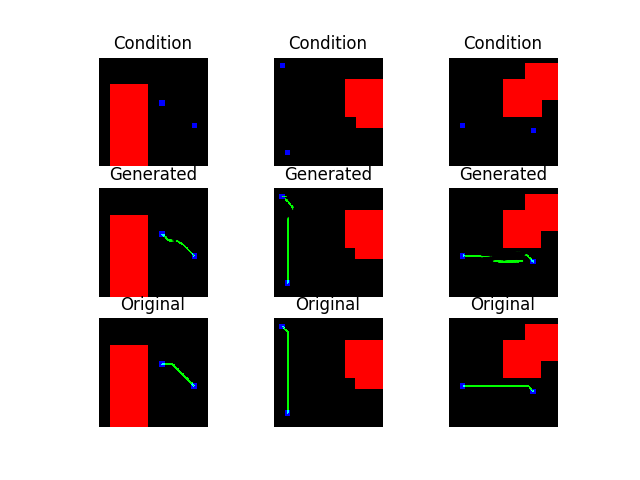 Condition Condition Condition
Generated Generated Generated
Original Original Original